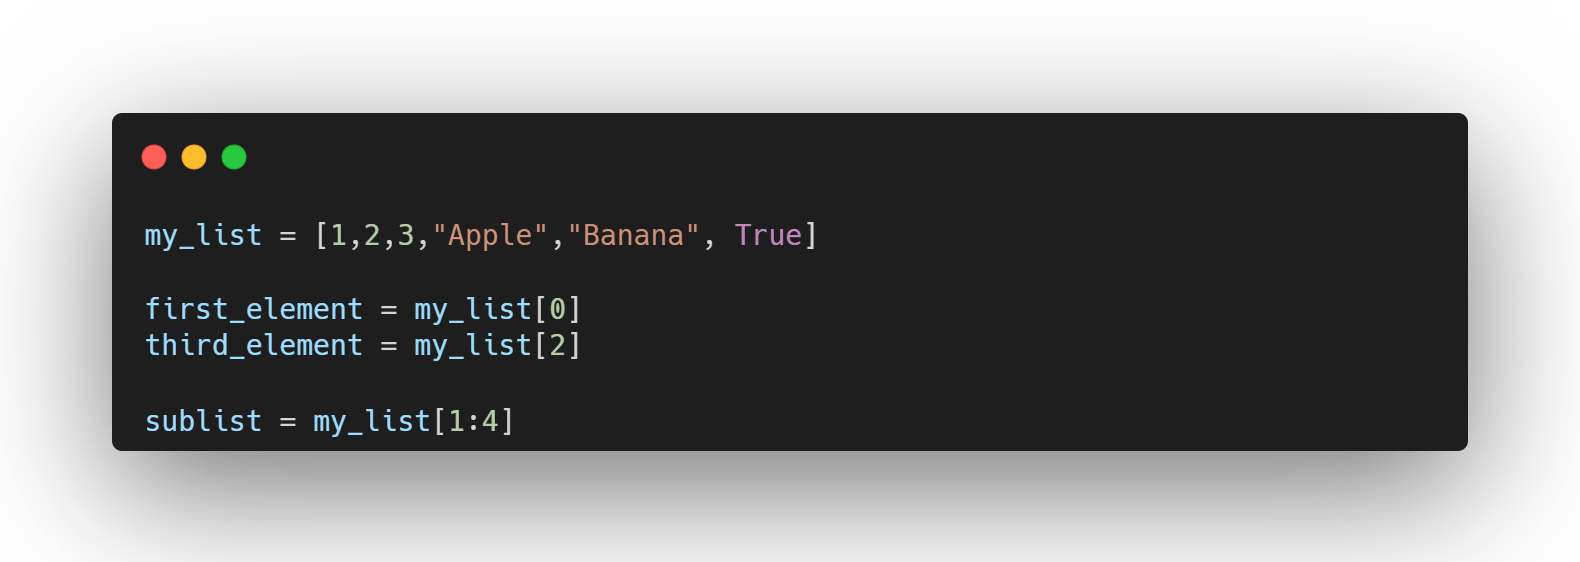 my_list = [1,2,3,"Apple","Banana", True]
first_element = my_list[0]
third_element = my_list[2]
sublist = my_list[1:4]